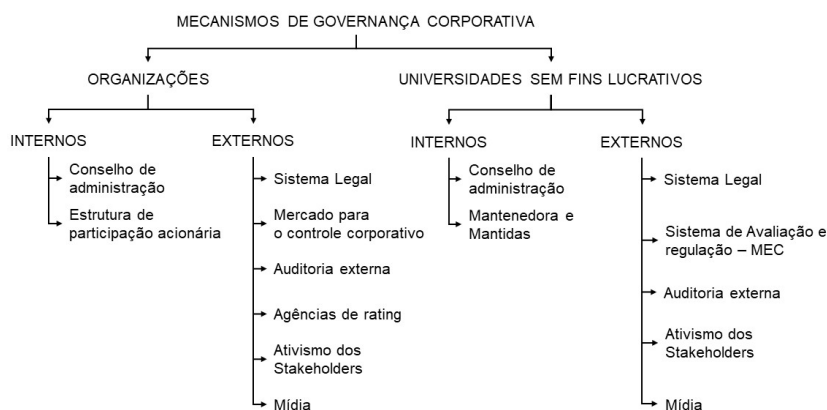 MECANISMOS DE GOVERNANÇA CORPORATIVA
ORGANIZAÇÕES
UNIVERSIDADES SEM FINS LUCRATIVOS
INTERNOS
EXTERNOS
INTERNOS
EXTERNOS
Conselho de
administração
Estrutura de
participação acionária
Sistema Legal
Mercado para
o controle corporativo
Auditoria externa
Agências de rating
Ativismo dos
Stakeholders
Mídia
Conselho de
administração
Mantenedora e
Mantidas
Sistema Legal
Sistema de Avaliação e
regulação – MEC
Auditoria externa
Ativismo dos
Stakeholders
Mídia